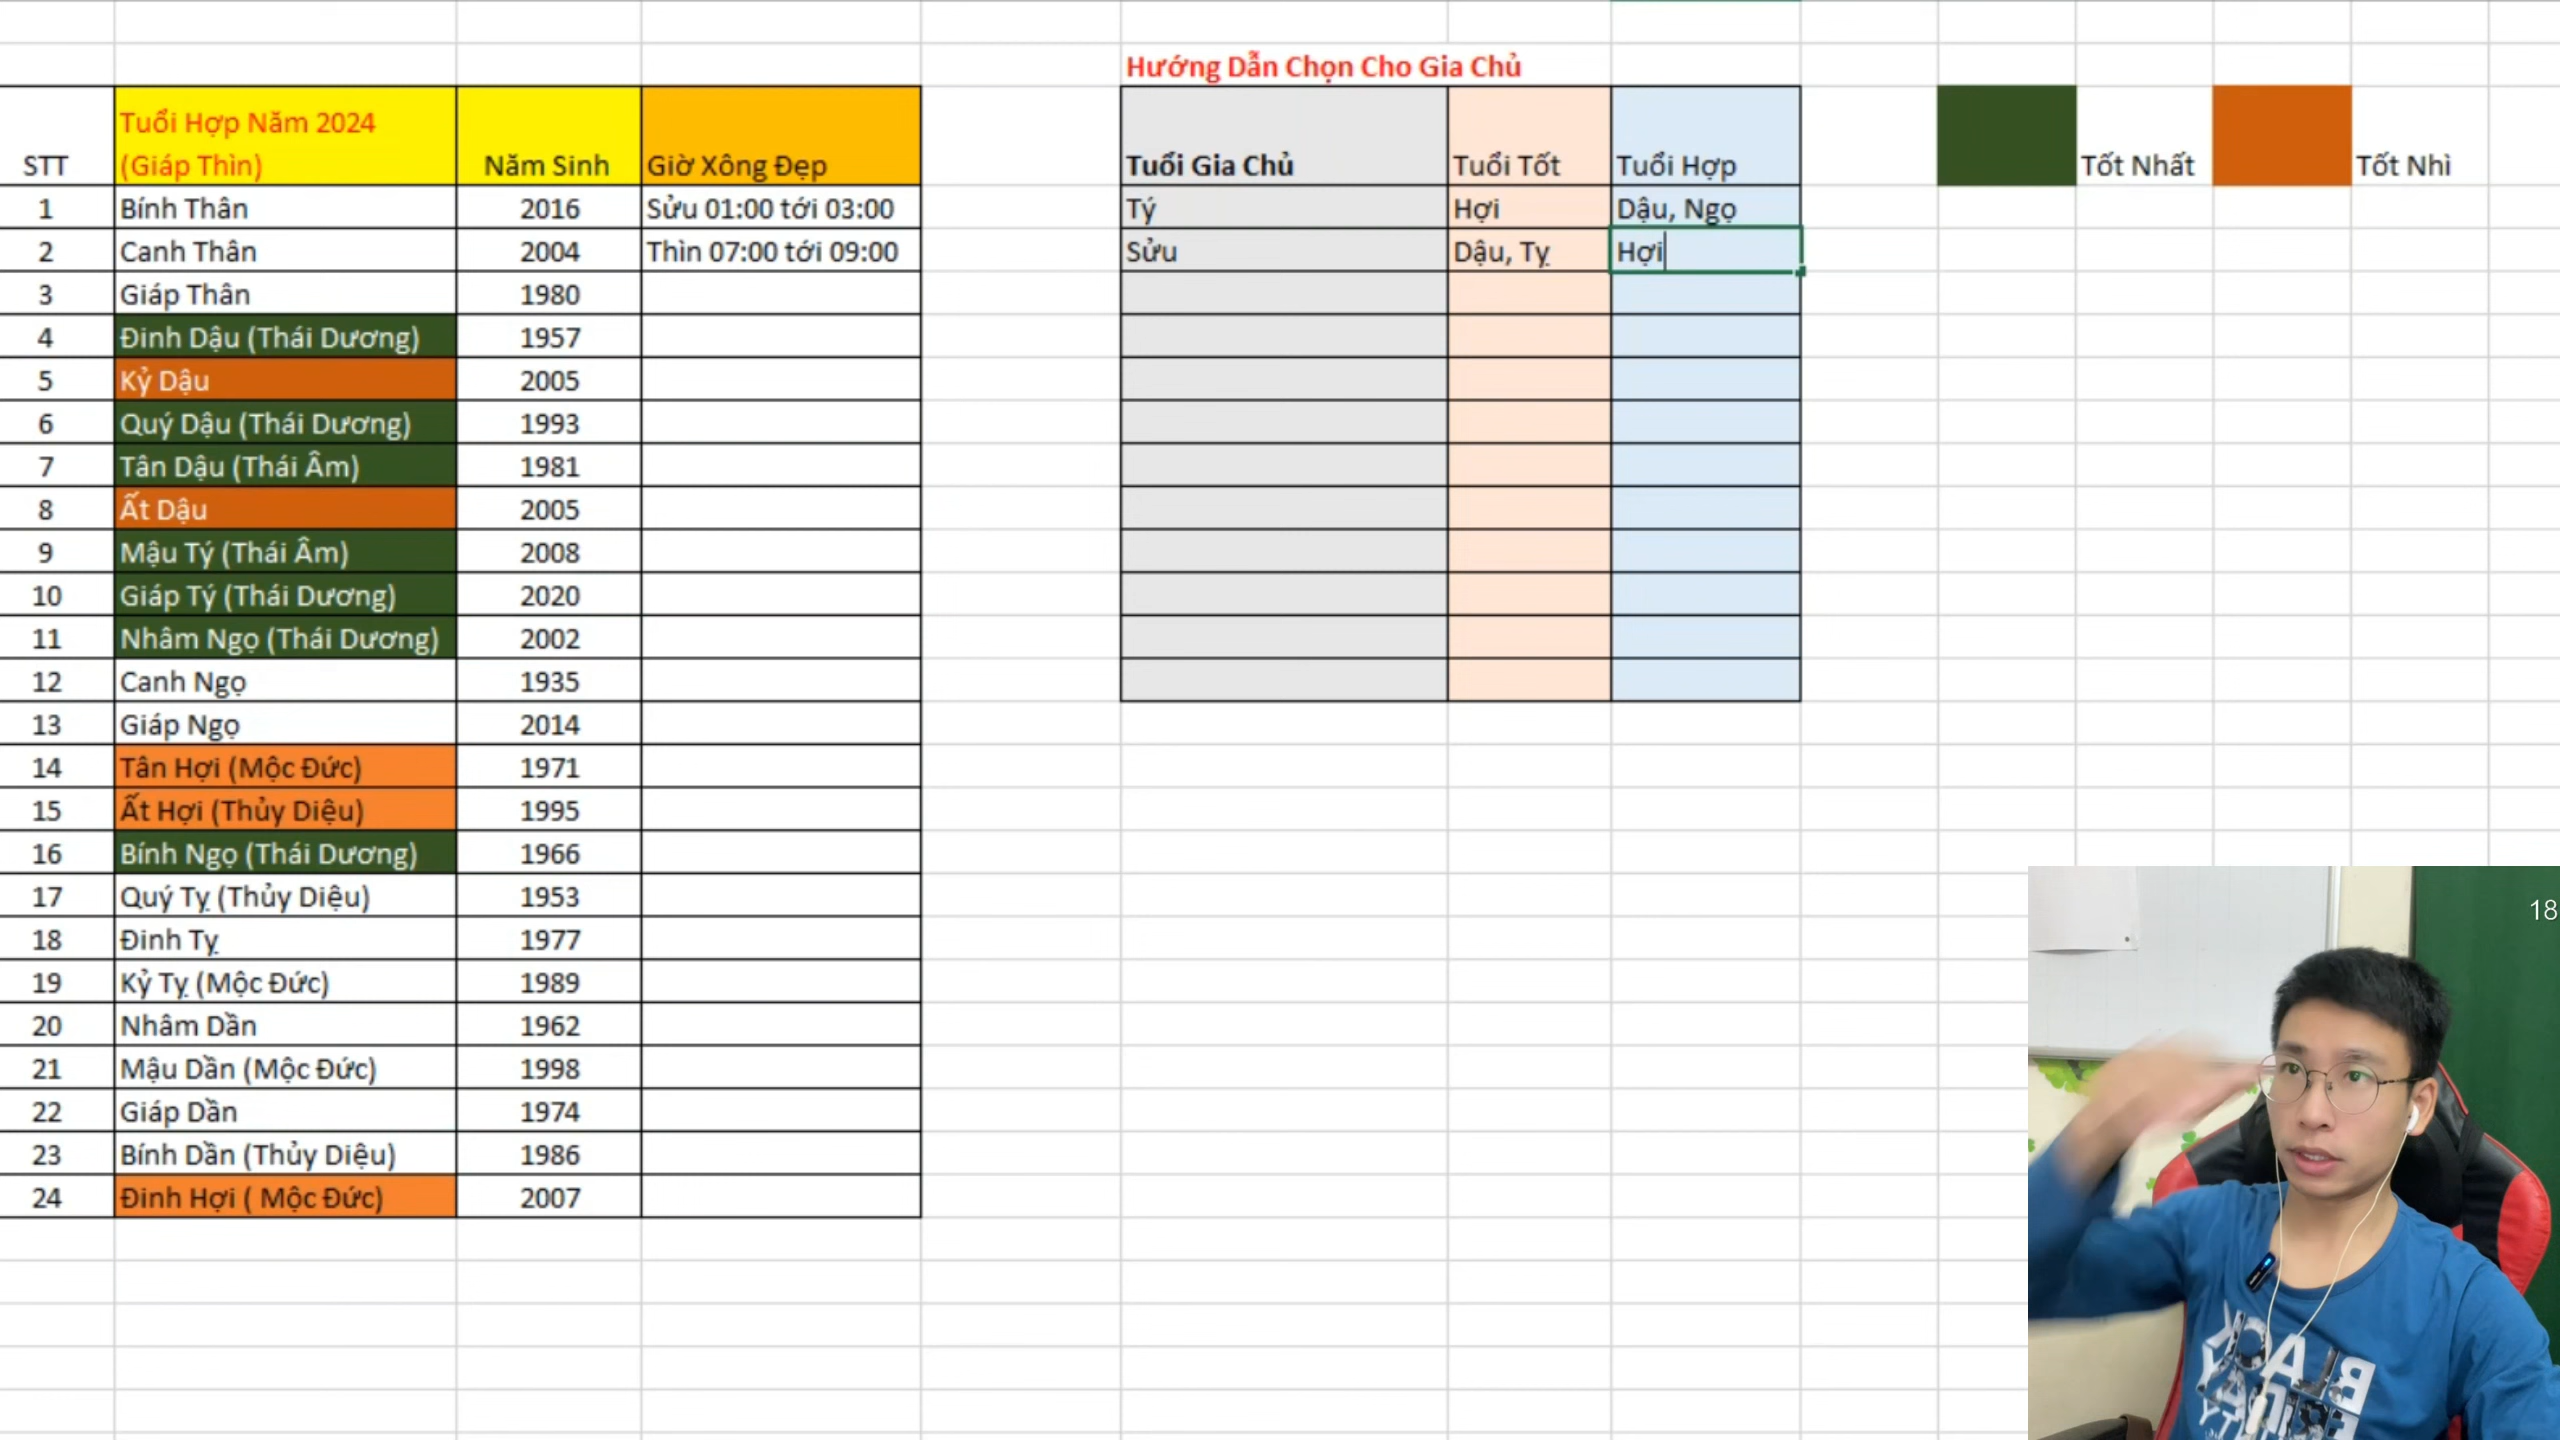 Hướng Dẫn Chọn Cho Gia Chủ
STT Tuổi Hợp Năm 2024 (Giáp Thìn) Năm Sinh Giờ Xông Đẹp
1 Bính Thân 2016 Sửu 01:00 tới 03:00
2 Canh Thân 2004 Thìn 07:00 tới 09:00
3 Giáp Thân 1980
4 Đinh Dậu (Thái Dương) 1957
5 Kỷ Dậu 2005
6 Quý Dậu (Thái Dương) 1993
7 Tân Dậu (Thái Âm) 1981
8 Ất Dậu 2005
9 Mậu Tý (Thái Âm) 2008
10 Giáp Tý (Thái Dương) 2020
11 Nhâm Ngọ (Thái Dương) 2002
12 Canh Ngọ 1935
13 Giáp Ngọ 2014
14 Tân Hợi (Mộc Đức) 1971
15 Ất Hợi (Thủy Diệu) 1995
16 Bính Ngọ (Thái Dương) 1966
17 Quý Tỵ (Thủy Diệu) 1953
18 Đinh Tỵ 1977
19 Kỷ Tỵ (Mộc Đức) 1989
20 Nhâm Dần 1962
21 Mậu Dần (Mộc Đức) 1998
22 Giáp Dần 1974
23 Bính Dần (Thủy Diệu) 1986
24 Đinh Hợi ( Mộc Đức) 2007
Tuổi Gia Chủ Tuổi Tốt Tuổi Hợp
Tý Hợi Dậu, Ngọ
Sửu Dậu, Tỵ Hợi
Tốt Nhất Tốt Nhì
18